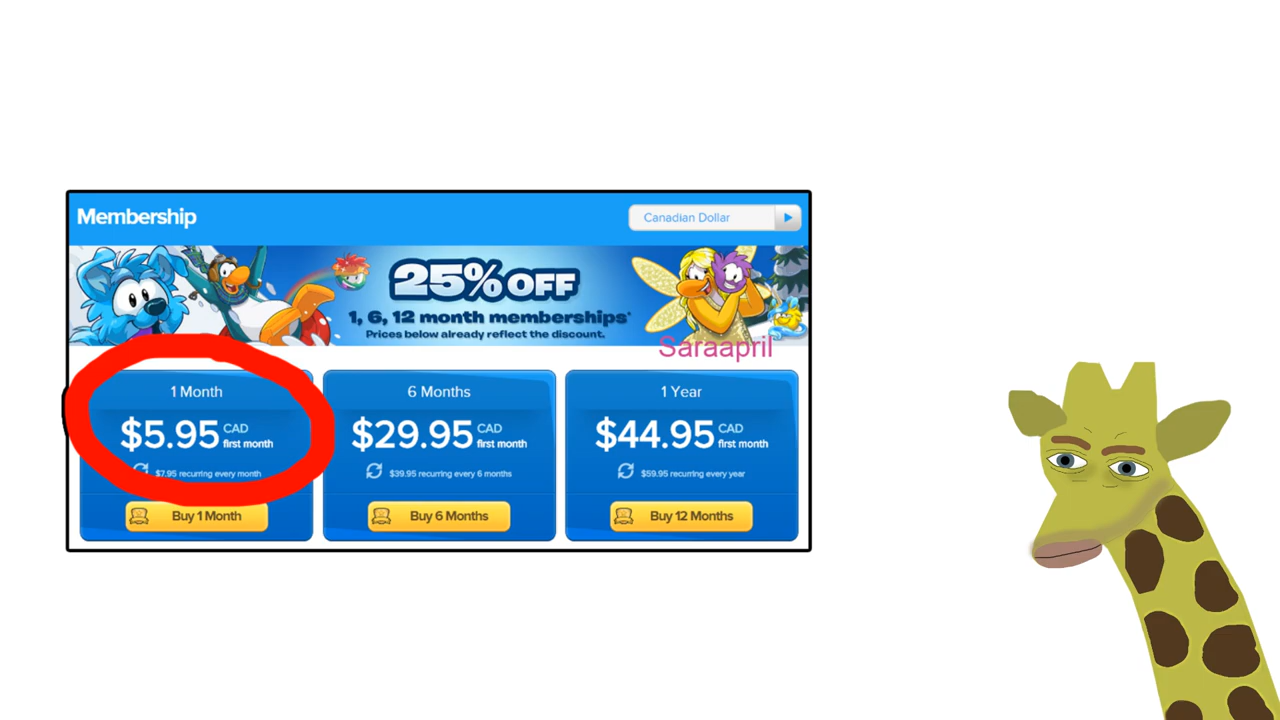 Membership
Canadian Dollar
25% OFF
1, 6, 12 month memberships*
Prices below already reflect the discount.
Saraapril
1 Month
$5.95 CAD first month
$7.95 recurring every month
Buy 1 Month
6 Months
$29.95 CAD first month
$39.95 recurring every 6 months
Buy 6 Months
1 Year
$44.95 CAD first month
$59.95 recurring every year
Buy 12 Months